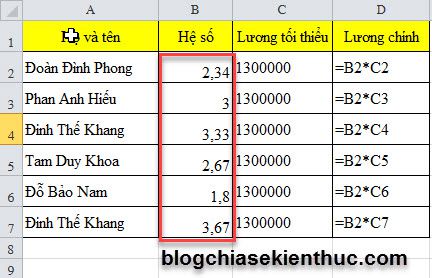 A B C D
1 và tên Hệ số Lương tối thiểu Lương chính
2 Đoàn Đình Phong 2,34 1300000 =B2*C2
3 Phan Anh Hiếu 3 1300000 =B2*C3
4 Đinh Thế Khang 3,33 1300000 =B2*C4
5 Tam Duy Khoa 2,67 1300000 =B2*C5
6 Đỗ Bảo Nam 1,8 1300000 =B2*C6
7 Đinh Thế Khang 3,67 1300000 =B2*C7
8
9
blogchiasekienthuc.com